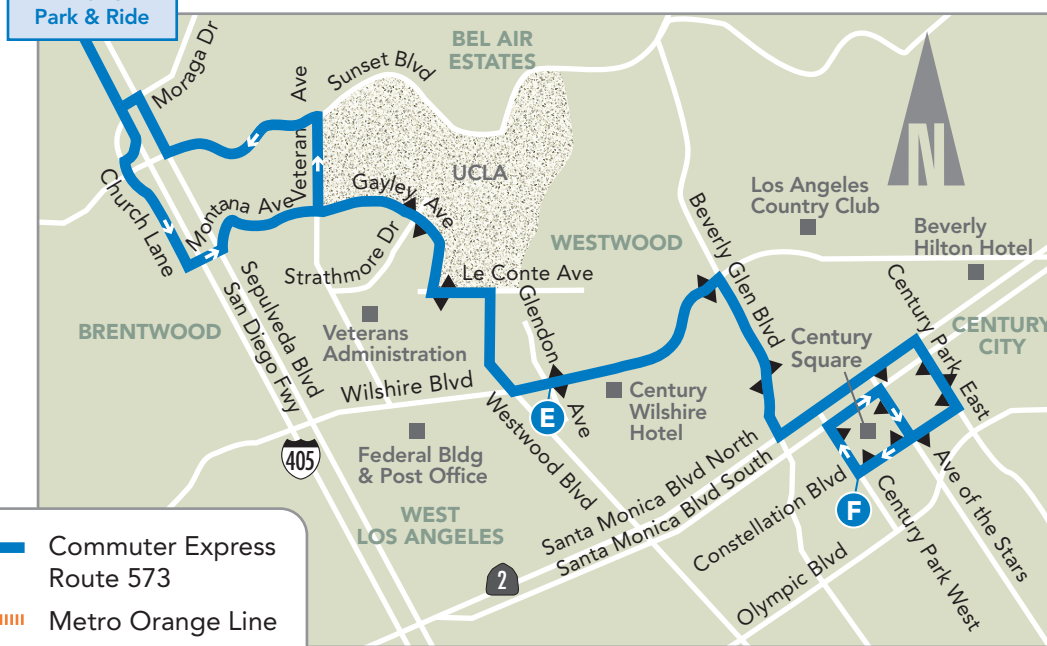 Park & Ride
Moraga Dr
BEL AIR
ESTATES
Sunset Blvd
Veteran Ave
UCLA
Gayley Ave
Los Angeles
Country Club
Beverly
Hilton Hotel
Church Lane
Montana Ave
Strathmore Dr
WESTWOOD
Le Conte Ave
Beverly Glen Blvd
Century Park East
CENTURY
CITY
BRENTWOOD
Sepulveda Blvd
San Diego Fwy
Veterans
Administration
Glendon Ave
Century
Square
Wilshire Blvd
E
Century
Wilshire
Hotel
Westwood Blvd
405
Federal Bldg
& Post Office
WEST
LOS ANGELES
Santa Monica Blvd North
Santa Monica Blvd South
Constellation Blvd
F
Century Park West
Ave of the Stars
Olympic Blvd
2
N
Commuter Express
Route 573
Metro Orange Line